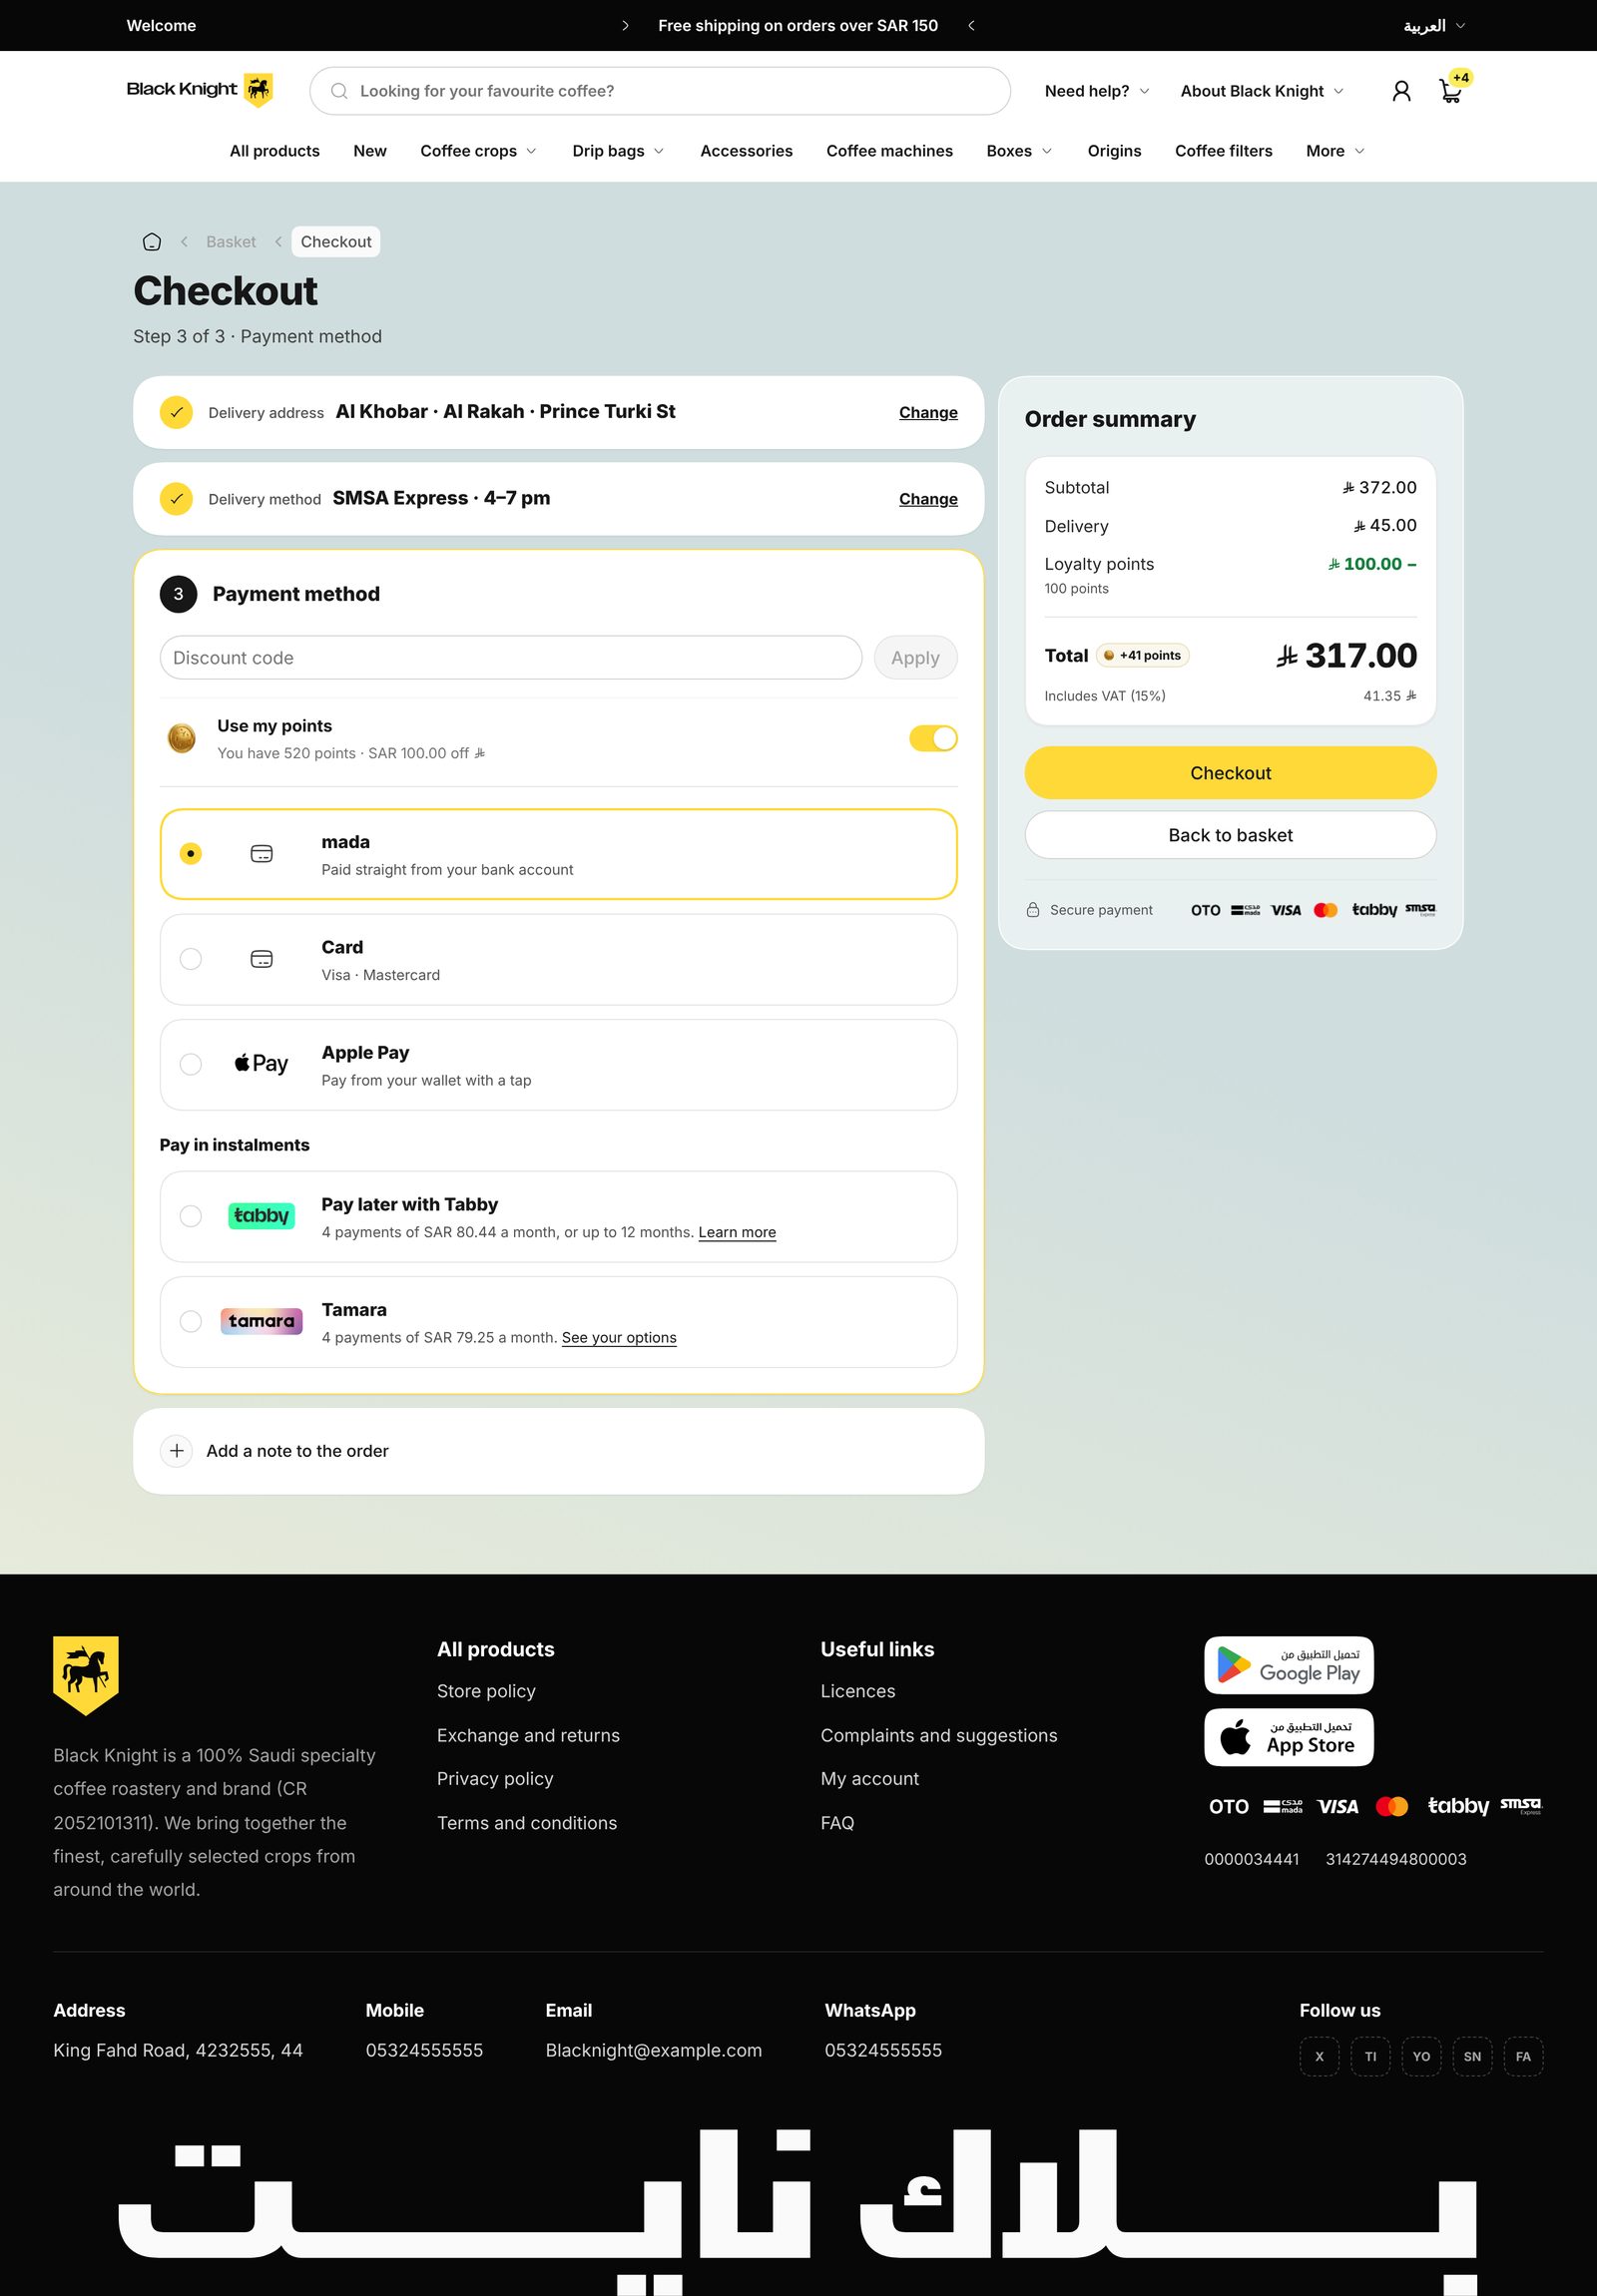 Welcome
Free shipping on orders over SAR 150
العربية
Black Knight
Looking for your favourite coffee?
Need help?
About Black Knight
+4
All products
New
Coffee crops
Drip bags
Accessories
Coffee machines
Boxes
Origins
Coffee filters
More
Basket
Checkout
Checkout
Step 3 of 3 · Payment method
Delivery address Al Khobar · Al Rakah · Prince Turki St
Change
Delivery method SMSA Express · 4–7 pm
Change
3 Payment method
Discount code
Apply
Use my points
You have 520 points · SAR 100.00 off
mada
Paid straight from your bank account
Card
Visa · Mastercard
Pay
Apple Pay
Pay from your wallet with a tap
Pay in instalments
tabby
Pay later with Tabby
4 payments of SAR 80.44 a month, or up to 12 months. Learn more
tamara
Tamara
4 payments of SAR 79.25 a month. See your options
Add a note to the order
Order summary
Subtotal 372.00
Delivery 45.00
Loyalty points 100.00 –
100 points
Total +41 points 317.00
Includes VAT (15%) 41.35
Checkout
Back to basket
Secure payment
OTO مدى mada VISA tabby smsa
Black Knight is a 100% Saudi specialty
coffee roastery and brand (CR
2052101311). We bring together the
finest, carefully selected crops from
around the world.
All products
Store policy
Exchange and returns
Privacy policy
Terms and conditions
Useful links
Licences
Complaints and suggestions
My account
FAQ
تحميل التطبيق من
Google Play
تحميل التطبيق من
App Store
OTO مدى mada VISA tabby smsa Express
0000034441 314274494800003
Address
King Fahd Road, 4232555, 44
Mobile
05324555555
Email
Blacknight@example.com
WhatsApp
05324555555
Follow us
X TI YO SN FA
بـــلاك نايـــت